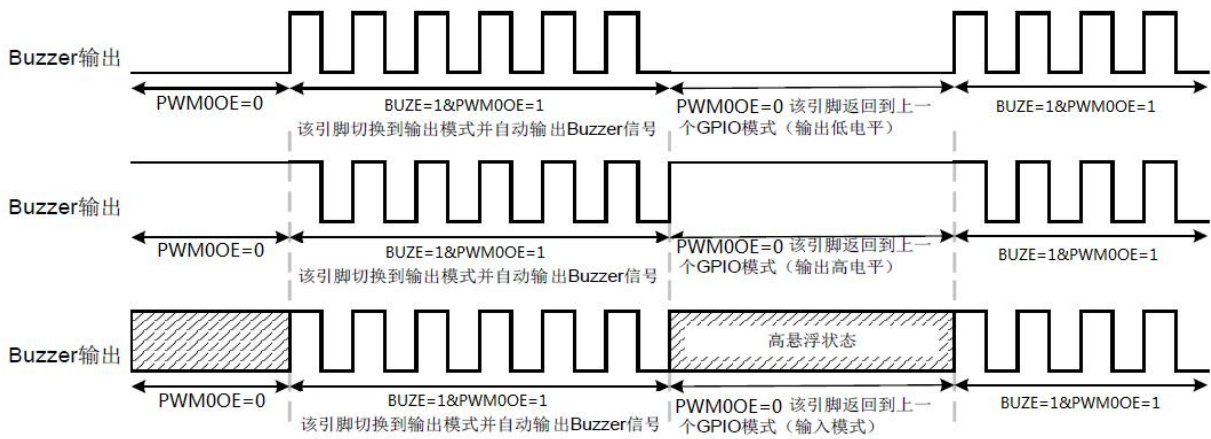 Buzzer输出
PWM0OE=0
BUZE=1&PWM0OE=1
该引脚切换到输出模式并自动输出Buzzer信号
PWM0OE=0 该引脚返回到上一
个GPIO模式（输出低电平）
BUZE=1&PWM0OE=1
Buzzer输出
PWM0OE=0
BUZE=1&PWM0OE=1
该引脚切换到输出模式并自动输出Buzzer信号
PWM0OE=0 该引脚返回到上一
个GPIO模式（输出高电平）
BUZE=1&PWM0OE=1
Buzzer输出
高悬浮状态
PWM0OE=0
BUZE=1&PWM0OE=1
该引脚切换到输出模式并自动输出Buzzer信号
PWM0OE=0 该引脚返回到上一
个GPIO模式（输入模式）
BUZE=1&PWM0OE=1